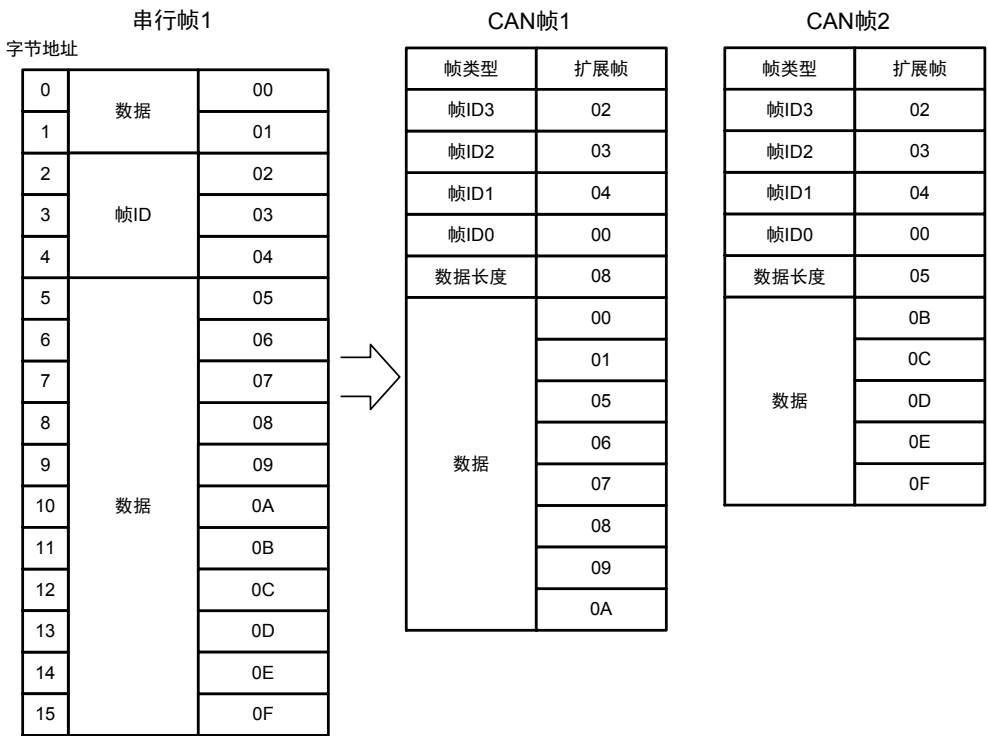 串行帧1
字节地址
0 数据 00
1 01
2 帧ID 02
3 03
4 04
5 数据 05
6 06
7 07
8 08
9 09
10 0A
11 0B
12 0C
13 0D
14 0E
15 0F
CAN帧1
帧类型 扩展帧
帧ID3 02
帧ID2 03
帧ID1 04
帧ID0 00
数据长度 08
数据 00
01
05
06
07
08
09
0A
CAN帧2
帧类型 扩展帧
帧ID3 02
帧ID2 03
帧ID1 04
帧ID0 00
数据长度 05
数据 0B
0C
0D
0E
0F